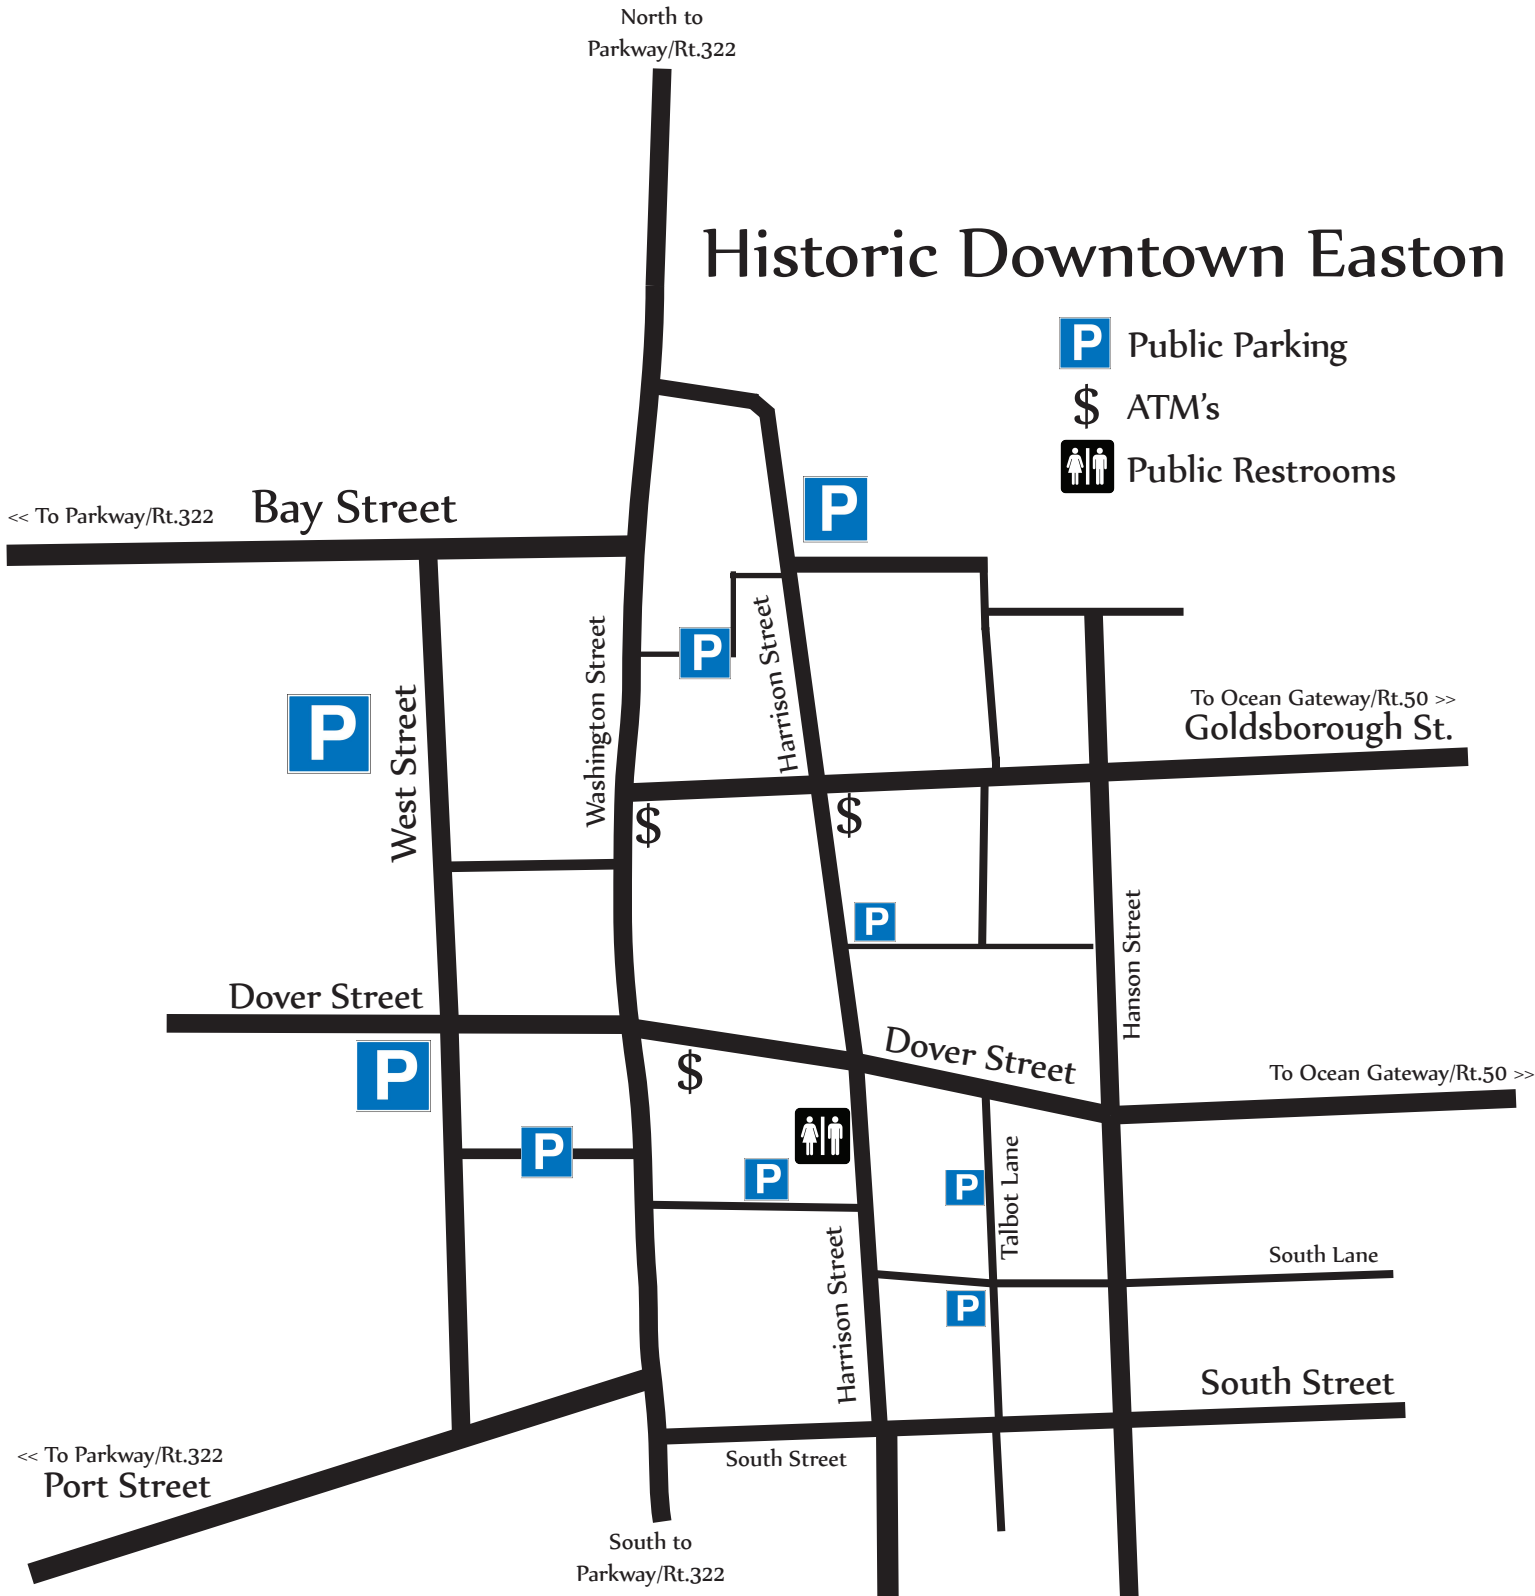 North to
Parkway/Rt.322
Historic Downtown Easton
P Public Parking
$ ATM's
Public Restrooms
<< To Parkway/Rt.322
Bay Street
P
P
Washington Street
Harrison Street
West Street
P
To Ocean Gateway/Rt.50 >>
Goldsborough St.
$
$
P
Hanson Street
Dover Street
Dover Street
P
$
To Ocean Gateway/Rt.50 >>
P
P
P
Talbot Lane
Harrison Street
South Lane
P
South Street
South Street
<< To Parkway/Rt.322
Port Street
South to
Parkway/Rt.322